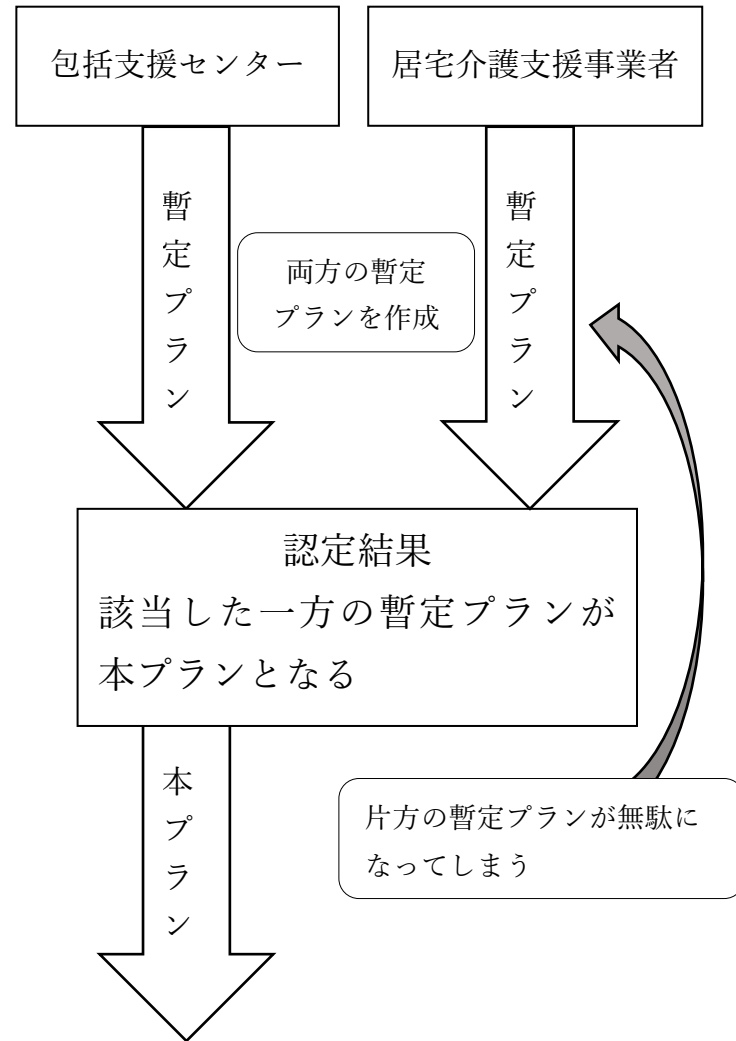 包括支援センター
居宅介護支援事業者
暫定プラン
暫定プラン
両方の暫定
プランを作成
認定結果
該当した一方の暫定プランが
本プランとなる
本プラン
片方の暫定プランが無駄に
なってしまう